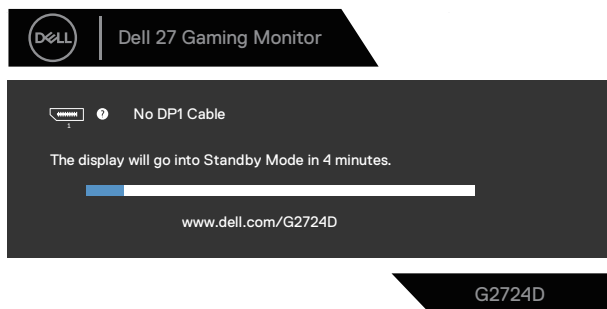 DELL
Dell 27 Gaming Monitor
? No DP1 Cable
1
The display will go into Standby Mode in 4 minutes.
www.dell.com/G2724D
G2724D